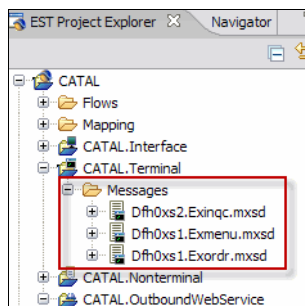 EST Project Explorer Navigator
CATAL
Flows
Mapping
CATAL.Interface
CATAL.Terminal
Messages
Dfh0xs2.Exinqc.mxsd
Dfh0xs1.Exmenu.mxsd
Dfh0xs1.Exordr.mxsd
CATAL.Nonterminal
CATAL.OutboundWebService